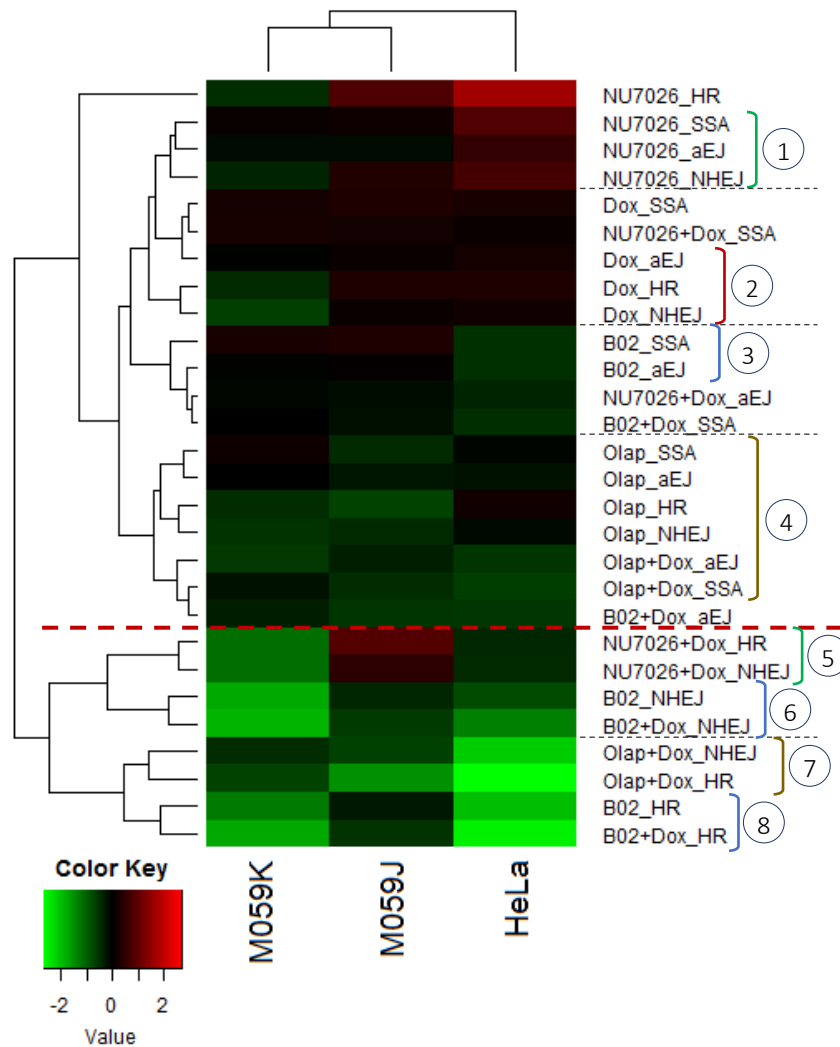 NU7026_HR
NU7026_SSA
NU7026_aEJ
1
NU7026_NHEJ
Dox_SSA
NU7026+Dox_SSA
Dox_aEJ
Dox_HR
2
Dox_NHEJ
B02_SSA
3
B02_aEJ
NU7026+Dox_aEJ
B02+Dox_SSA
Olap_SSA
Olap_aEJ
Olap_HR
4
Olap_NHEJ
Olap+Dox_aEJ
Olap+Dox_SSA
B02+Dox_aEJ
NU7026+Dox_HR
5
NU7026+Dox_NHEJ
B02_NHEJ
6
B02+Dox_NHEJ
Olap+Dox_NHEJ
7
Olap+Dox_HR
B02_HR
8
B02+Dox_HR
M059K
M059J
HeLa
Color Key
-2 0 2
Value